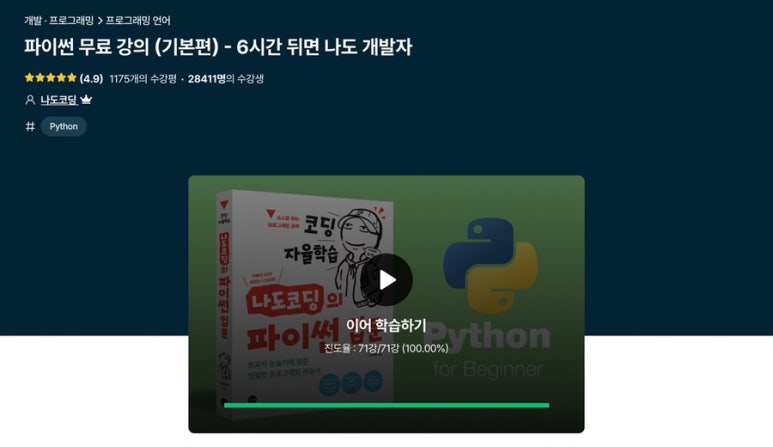 개발 · 프로그래밍 > 프로그래밍 언어
파이썬 무료 강의 (기본편) - 6시간 뒤면 나도 개발자
(4.9) 1175개의 수강평 · 28411명의 수강생
나도코딩
# Python
코딩
자율학습
나도코딩의
파이썬 입문
이어 학습하기
진도율 : 71강/71강 (100.00%)
Python
for Beginner